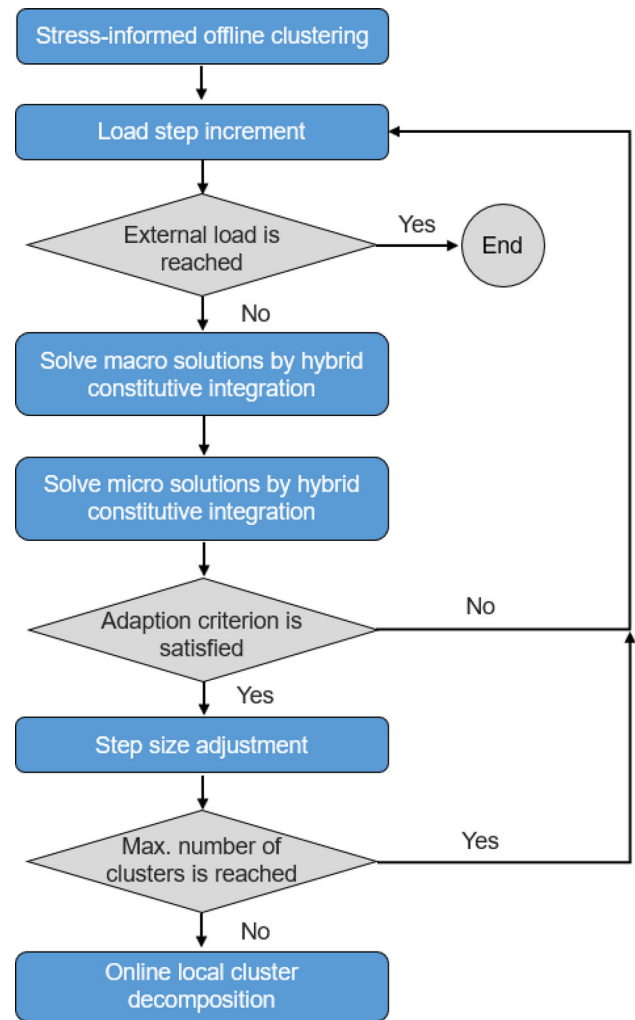 Stress-informed offline clustering
Load step increment
External load is
reached
Yes
End
No
Solve macro solutions by hybrid
constitutive integration
Solve micro solutions by hybrid
constitutive integration
Adaption criterion is
satisfied
No
Yes
Step size adjustment
Max. number of
clusters is reached
Yes
No
Online local cluster
decomposition